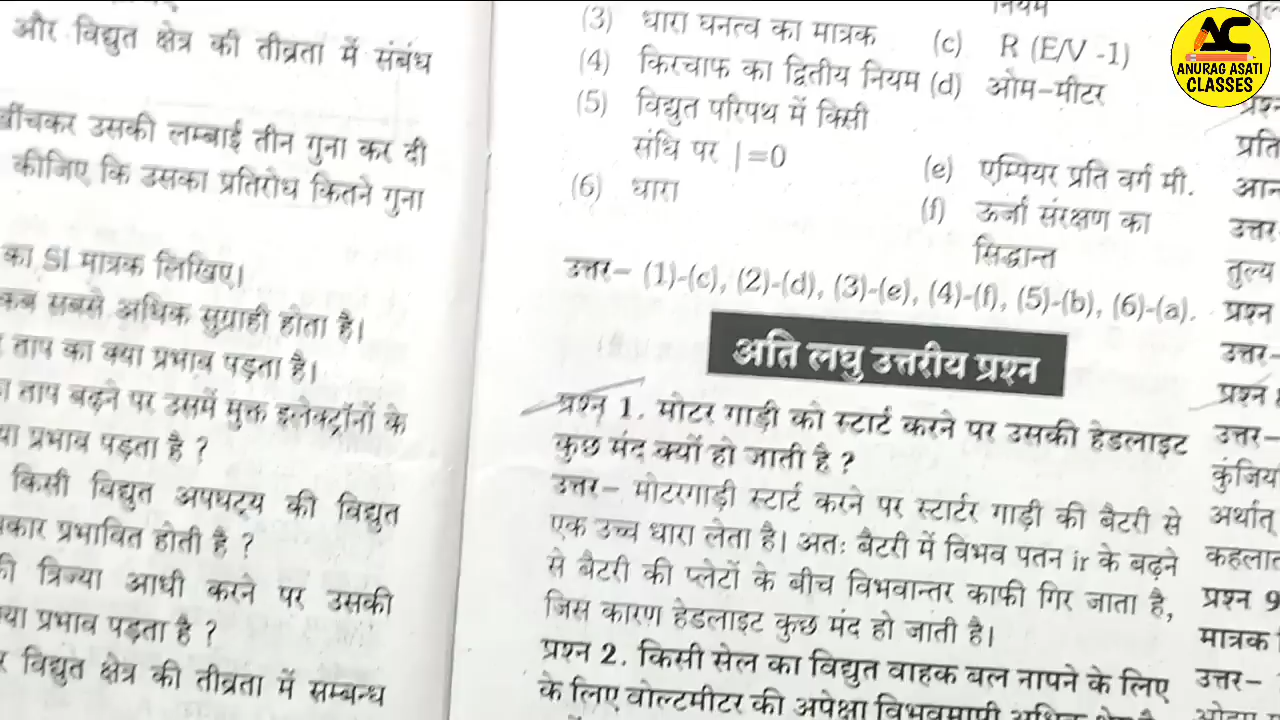 और विद्युत क्षेत्र की तीव्रता में संबंध
उसकी लम्बाई तीन गुना कर दी
कीजिए कि उसका प्रतिरोध कितने गुना
का SI मात्रक लिखिए।
कब सबसे अधिक सुग्राही होता है।
ताप का क्या प्रभाव पड़ता है।
ताप बढ़ने पर उसमें मुक्त इलेक्ट्रॉनों के
प्रभाव पड़ता है ?
किसी विद्युत अपघट्य की विद्युत
प्रभावित होती है ?
त्रिज्या आधी करने पर उसकी
प्रभाव पड़ता है ?
विद्युत क्षेत्र की तीव्रता में सम्बन्ध
नियम
(3) धारा घनत्व का मात्रक (c) R (E/V -1)
(4) किरचाफ का द्वितीय नियम (d) ओम-मीटर
(5) विद्युत परिपथ में किसी
संधि पर I=0 (e) एम्पियर प्रति वर्ग मी.
(6) धारा (f) ऊर्जा संरक्षण का
सिद्धान्त
उत्तर- (1)-(c), (2)-(d), (3)-(e), (4)-(f), (5)-(b), (6)-(a).
अति लघु उत्तरीय प्रश्न
प्रश्न 1. मोटर गाड़ी को स्टार्ट करने पर उसकी हेडलाइट
कुछ मंद क्यों हो जाती है ?
उत्तर- मोटरगाड़ी स्टार्ट करने पर स्टार्टर गाड़ी की बैटरी से
एक उच्च धारा लेता है। अतः बैटरी में विभव पतन ir के बढ़ने
से बैटरी की प्लेटों के बीच विभवान्तर काफी गिर जाता है,
जिस कारण हेडलाइट कुछ मंद हो जाती है।
प्रश्न 2. किसी सेल का विद्युत वाहक बल नापने के लिए
के लिए वोल्टमीटर की अपेक्षा विभवमापी
प्रति
उत्तर
तुल्य
प्रश्न
उत्तर-
प्रश्न
उत्तर-
अर्थात्
प्रश्न 9
मात्रक
उत्तर-
AC
ANURAG ASATI
CLASSES